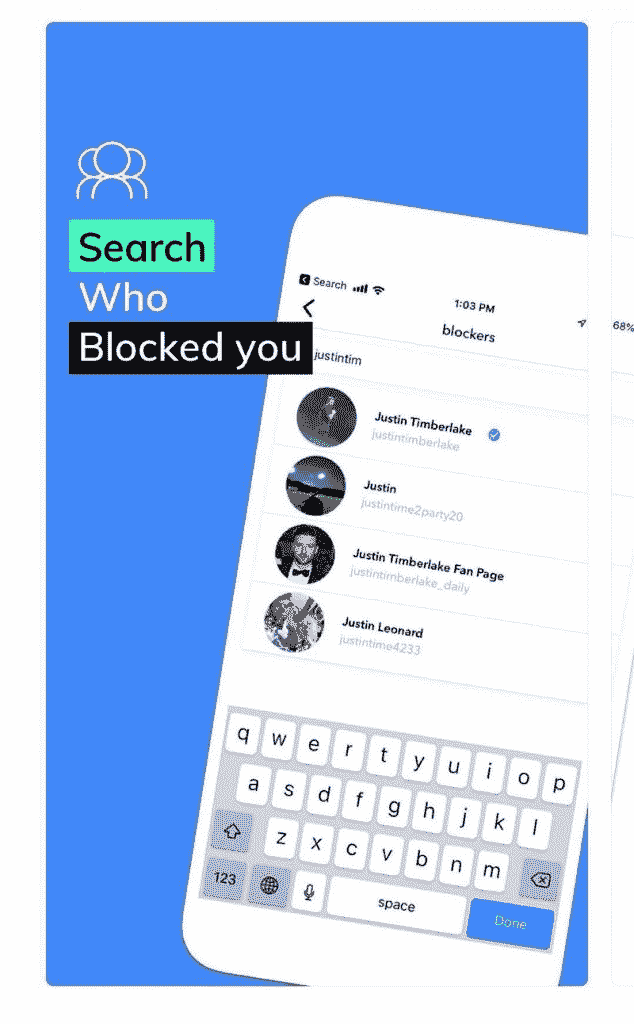 Search
Who
Blocked you
Search
1:03 PM
68%
blockers
justintim
Justin Timberlake
justintimberlake
Justin
justintime2party20
Justin Timberlake Fan Page
justintimberlake_daily
Justin Leonard
justintime4233
q w e r t y u i o p
a s d f g h j k l
z x c v b n m
123 space Done